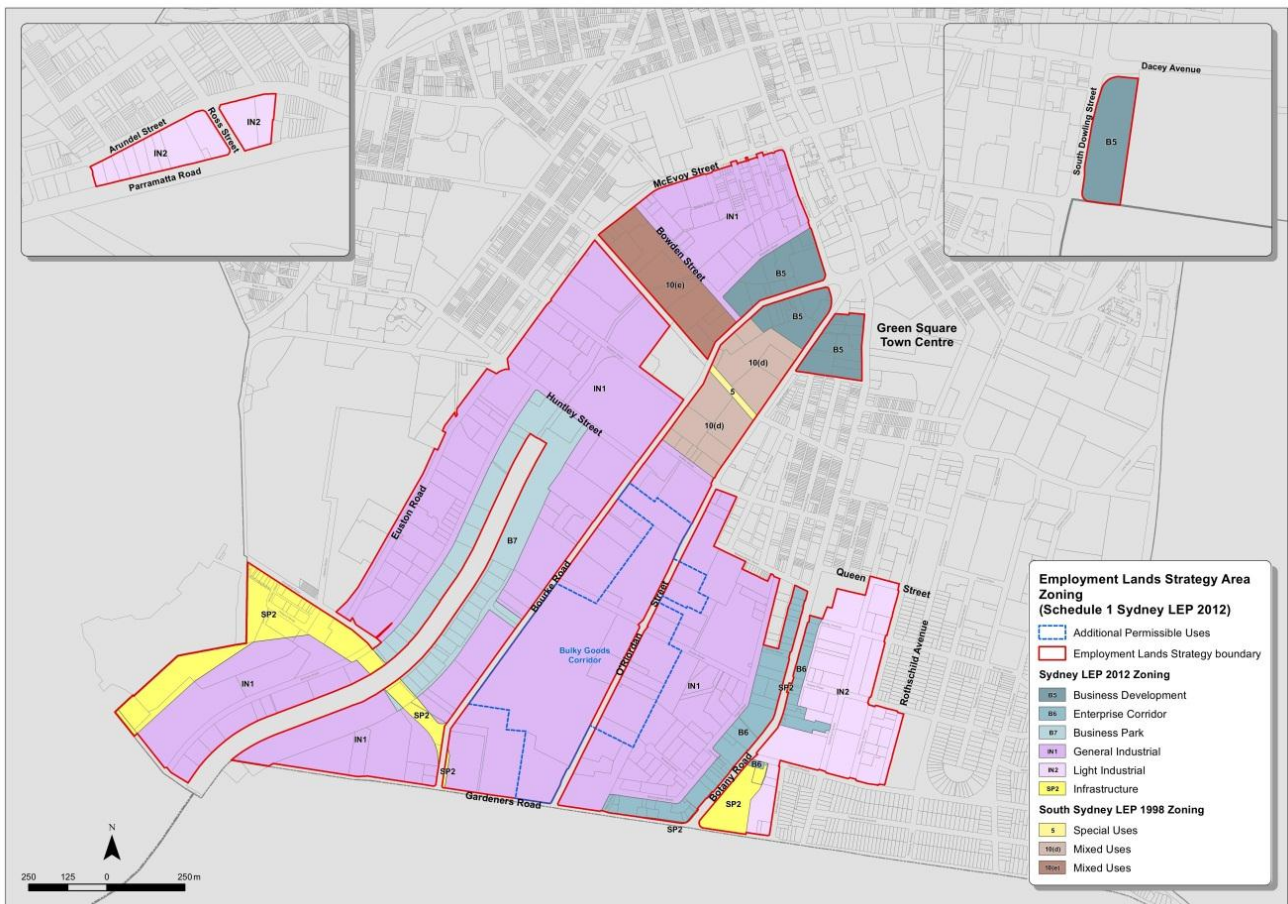 Arundel Street
Ross Street
IN2
IN2
Parramatta Road
Dacey Avenue
South Dowling Street
B5
McEvoy Street
IN1
Bowden Street
10(e)
B5
B5
Green Square
Town Centre
B5
10(d)
5
10(d)
IN1
Huntley Street
Euston Road
B7
Bourke Road
O'Riordan Street
Bulky Goods
Corridor
Queen Street
Rothschild Avenue
B6
SP2
IN2
IN1
B6
Botany Road
B6
SP2
SP2
SP2
IN1
IN1
SP2
SP2
Gardeners Road
Employment Lands Strategy Area
Zoning
(Schedule 1 Sydney LEP 2012)
Additional Permissible Uses
Employment Lands Strategy boundary
Sydney LEP 2012 Zoning
B5 Business Development
B6 Enterprise Corridor
B7 Business Park
IN1 General Industrial
IN2 Light Industrial
SP2 Infrastructure
South Sydney LEP 1998 Zoning
5 Special Uses
10(d) Mixed Uses
10(e) Mixed Uses
N
250 125 0 250 m